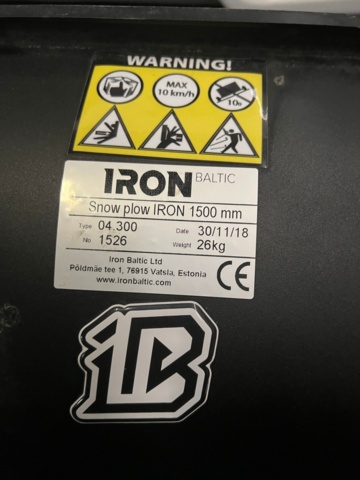 WARNING!
MAX
10 km/h
10°
IRON BALTIC
Snow plow IRON 1500 mm
Type 04.300 Date 30/11/18
No 1526 Weight 26kg
Iron Baltic Ltd
Põldmäe tee 1, 76915 Vatsla, Estonia
www.ironbaltic.com
CE
IB